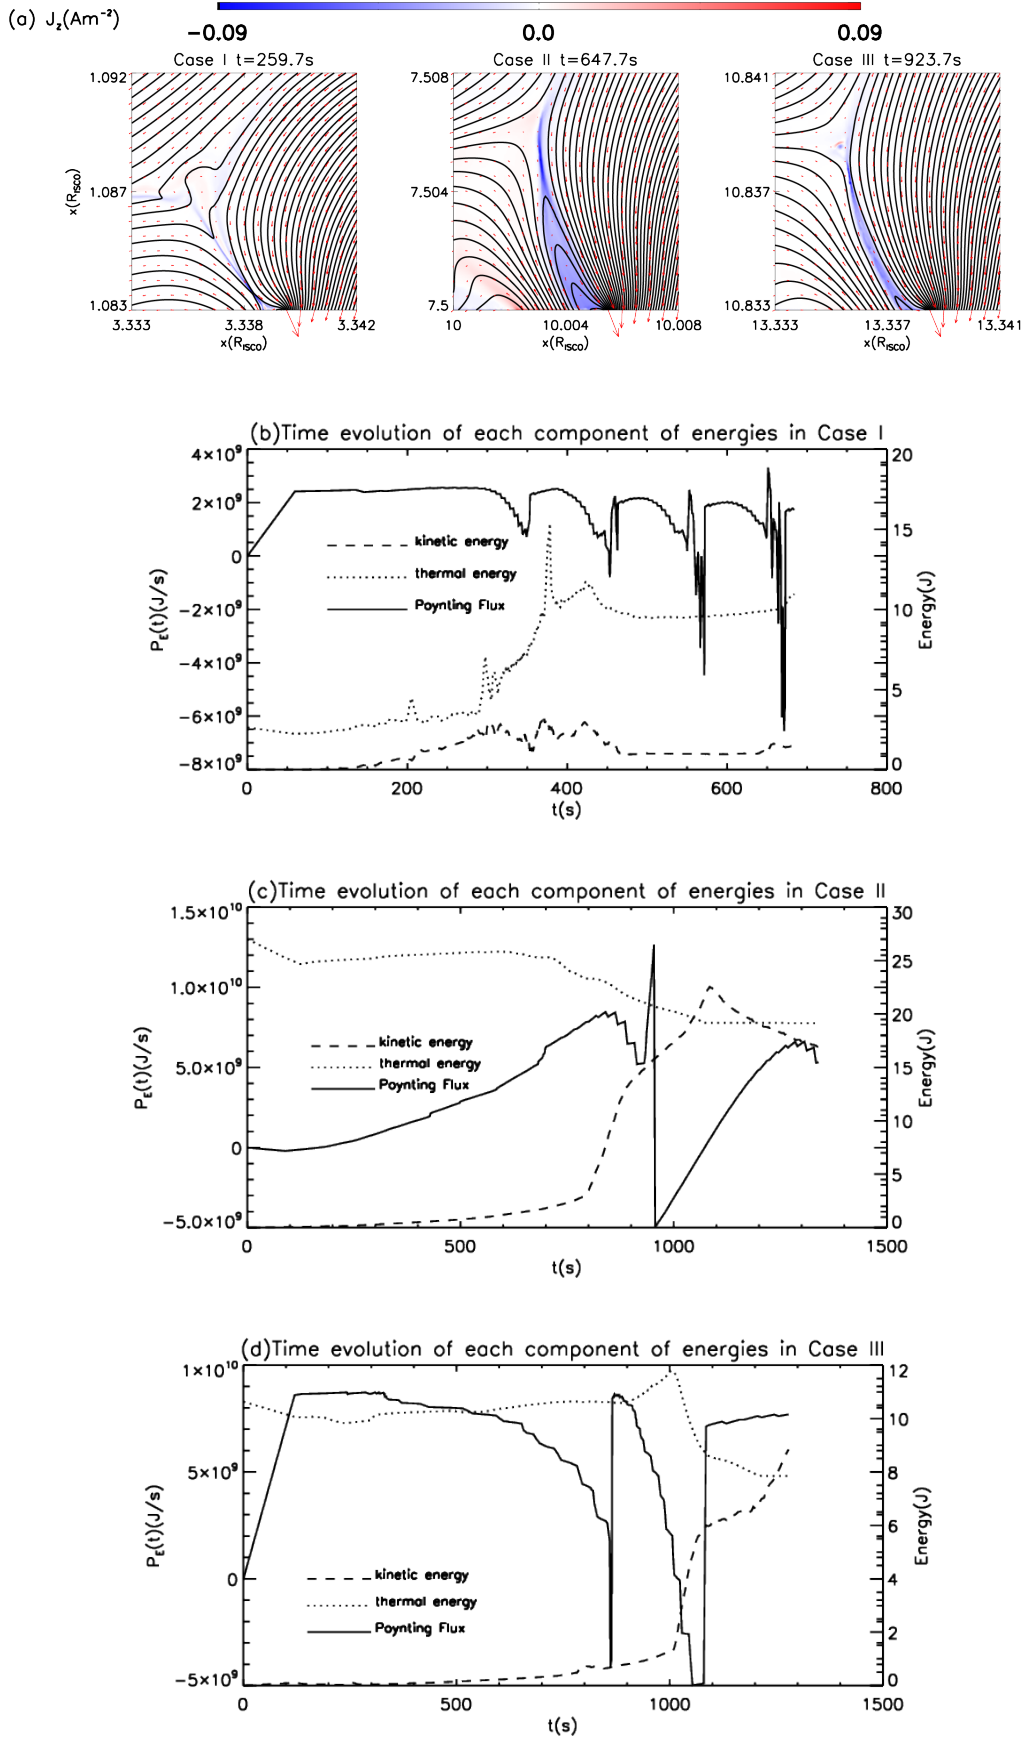 (a) J_z(Am^-2)
-0.09 0.0 0.09
Case I t=259.7s
1.092
1.087
1.083
x(R_ISCO)
3.333 3.338 3.342
x(R_ISCO)
Case II t=647.7s
7.508
7.504
7.5
10 10.004 10.008
x(R_ISCO)
Case III t=923.7s
10.841
10.837
10.833
13.333 13.337 13.341
x(R_ISCO)
(b)Time evolution of each component of energies in Case I
4×10^9
2×10^9
0
-2×10^9
-4×10^9
-6×10^9
-8×10^9
P_E(t)(J/s)
kinetic energy
thermal energy
Poynting Flux
20
15
10
5
0
Energy(J)
0 200 400 600 800
t(s)
(c)Time evolution of each component of energies in Case II
1.5×10^10
1.0×10^10
5.0×10^9
0
-5.0×10^9
P_E(t)(J/s)
kinetic energy
thermal energy
Poynting Flux
30
25
20
15
10
5
0
Energy(J)
0 500 1000 1500
t(s)
(d)Time evolution of each component of energies in Case III
1×10^10
5×10^9
0
-5×10^9
P_E(t)(J/s)
kinetic energy
thermal energy
Poynting Flux
12
10
8
6
4
2
0
Energy(J)
0 500 1000 1500
t(s)